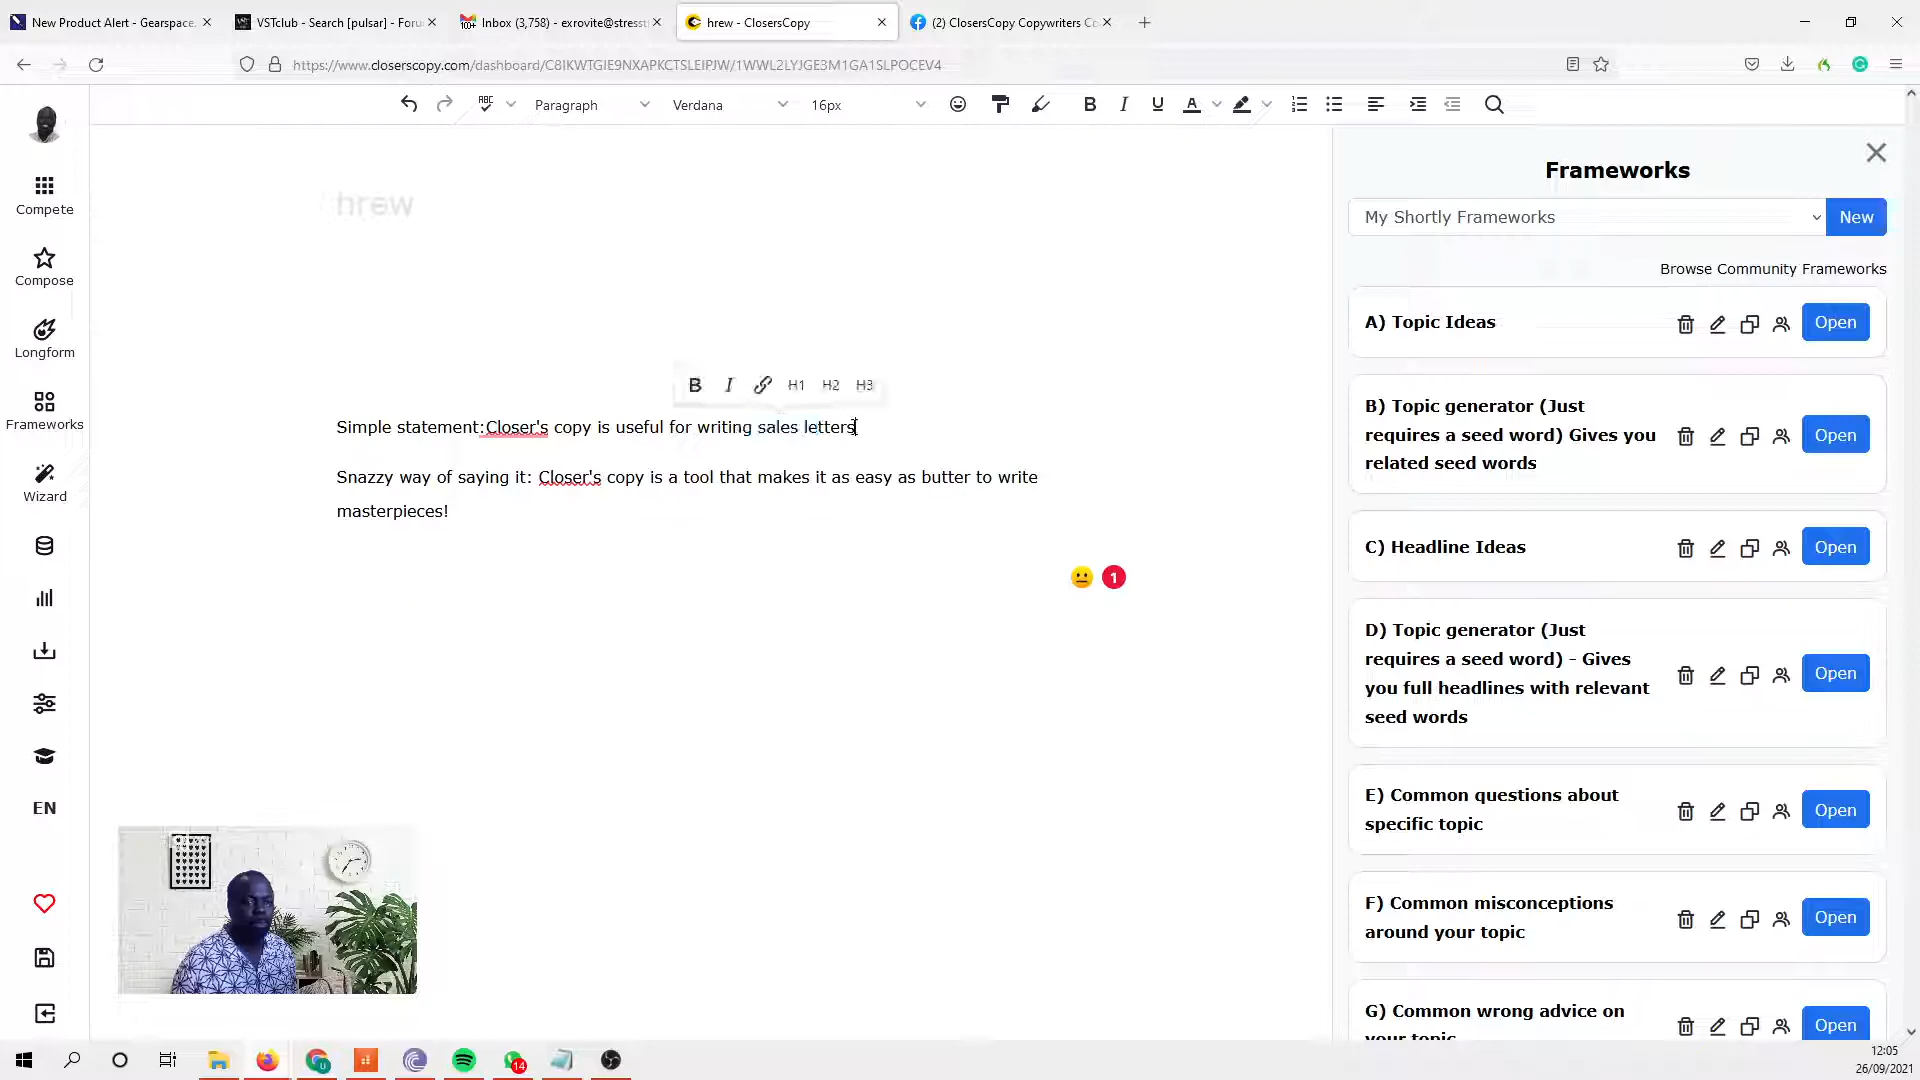 New Product Alert - Gearspace.
VSTclub - Search [pulsar] - Foru
Inbox (3,758) - exrovite@stresst
hrew - ClosersCopy
(2) ClosersCopy Copywriters Co
https://www.closerscopy.com/dashboard/C8IKWTGIE9NXAPKCTSLEIPJW/1WWL2LYJGE3M1GA1SLPOCEV4
Paragraph
Verdana
16px
B I U A
Compete
Compose
Longform
Frameworks
Wizard
EN
hrew
B I H1 H2 H3
Simple statement:Closer's copy is useful for writing sales letters
Snazzy way of saying it: Closer's copy is a tool that makes it as easy as butter to write
masterpieces!
1
Frameworks
My Shortly Frameworks
New
Browse Community Frameworks
A) Topic Ideas
Open
B) Topic generator (Just
requires a seed word) Gives you
related seed words
Open
C) Headline Ideas
Open
D) Topic generator (Just
requires a seed word) - Gives
you full headlines with relevant
seed words
Open
E) Common questions about
specific topic
Open
F) Common misconceptions
around your topic
Open
G) Common wrong advice on
your topic
Open
14
12:05
26/09/2021